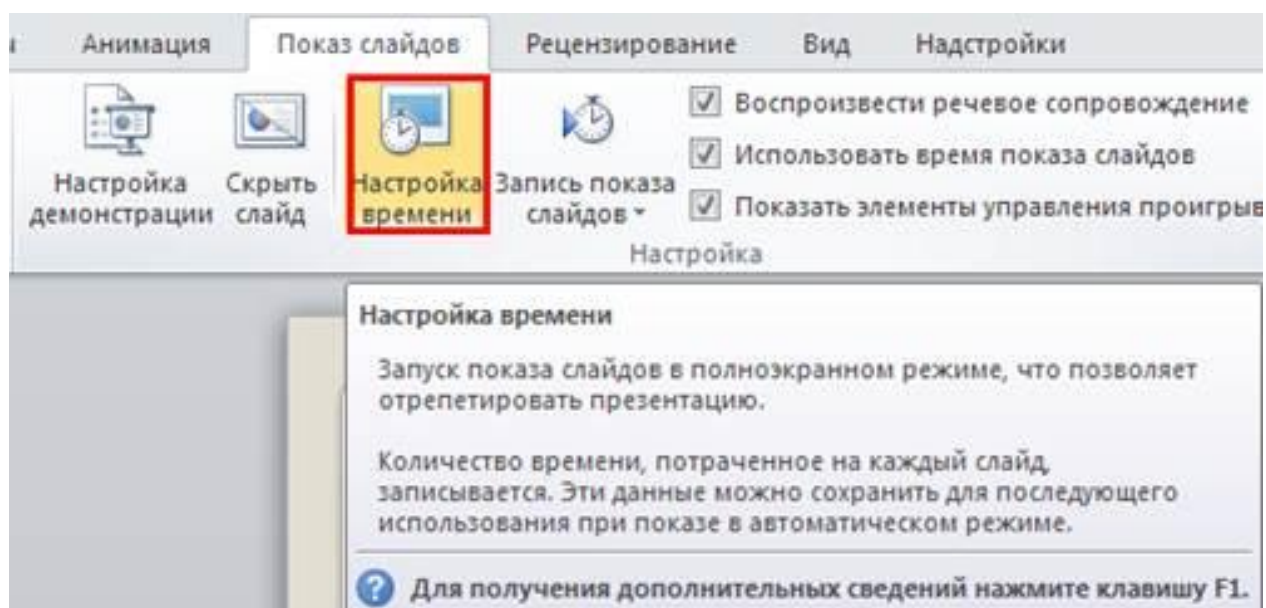 Анимация Показ слайдов Рецензирование Вид Надстройки
Настройка демонстрации
Скрыть слайд
Настройка времени
Запись показа слайдов
Воспроизвести речевое сопровождение
Использовать время показа слайдов
Показать элементы управления проигрыв
Настройка
Настройка времени
Запуск показа слайдов в полноэкранном режиме, что позволяет
отрепетировать презентацию.
Количество времени, потраченное на каждый слайд,
записывается. Эти данные можно сохранить для последующего
использования при показе в автоматическом режиме.
Для получения дополнительных сведений нажмите клавишу F1.